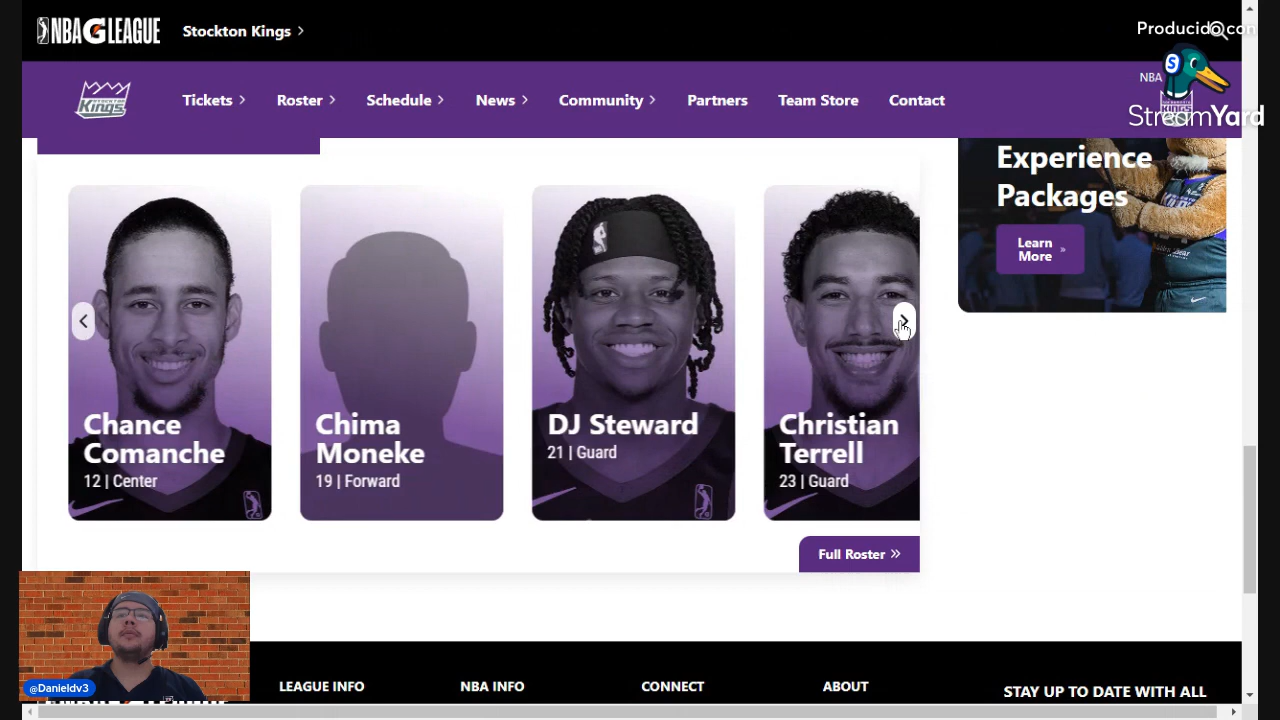 NBA G LEAGUE
Stockton Kings
Producido con
Kings
Tickets
Roster
Schedule
News
Community
Partners
Team Store
Contact
NBA
S
StreamYard
Experience
Packages
Learn
More
Chance
Comanche
12 | Center
Chima
Moneke
19 | Forward
DJ Steward
21 | Guard
Christian
Terrell
23 | Guard
Full Roster
@Danieldv3
LEAGUE INFO
NBA INFO
CONNECT
ABOUT
STAY UP TO DATE WITH ALL